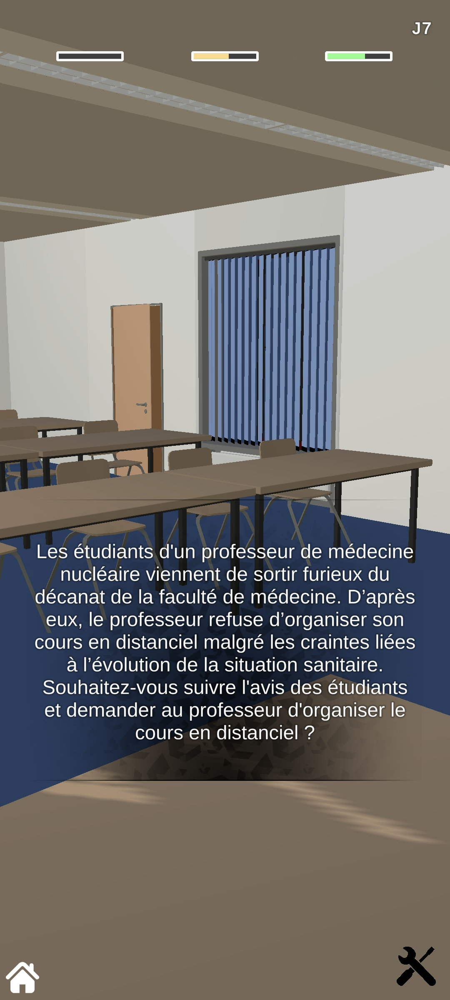 J7
Les étudiants d'un professeur de médecine
nucléaire viennent de sortir furieux du
décanat de la faculté de médecine. D’après
eux, le professeur refuse d’organiser son
cours en distanciel malgré les craintes liées
à l’évolution de la situation sanitaire.
Souhaitez-vous suivre l'avis des étudiants
et demander au professeur d'organiser le
cours en distanciel ?